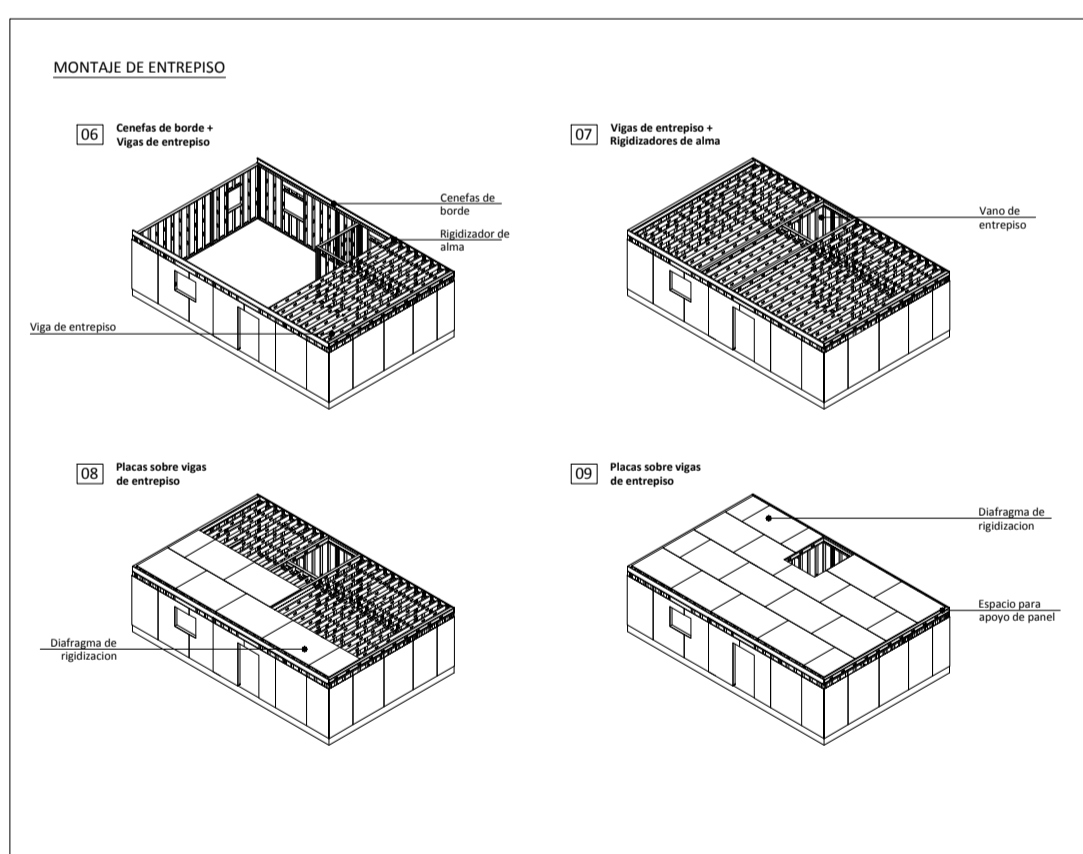 MONTAJE DE ENTREPISO
06
Cenefas de borde +
Vigas de entrepiso
Cenefas de
borde
Rigidizador de
alma
Viga de entrepiso
07
Vigas de entrepiso +
Rigidizadores de alma
Vano de
entrepiso
08
Placas sobre vigas
de entrepiso
Diafragma de
rigidizacion
09
Placas sobre vigas
de entrepiso
Diafragma de
rigidizacion
Espacio para
apoyo de panel